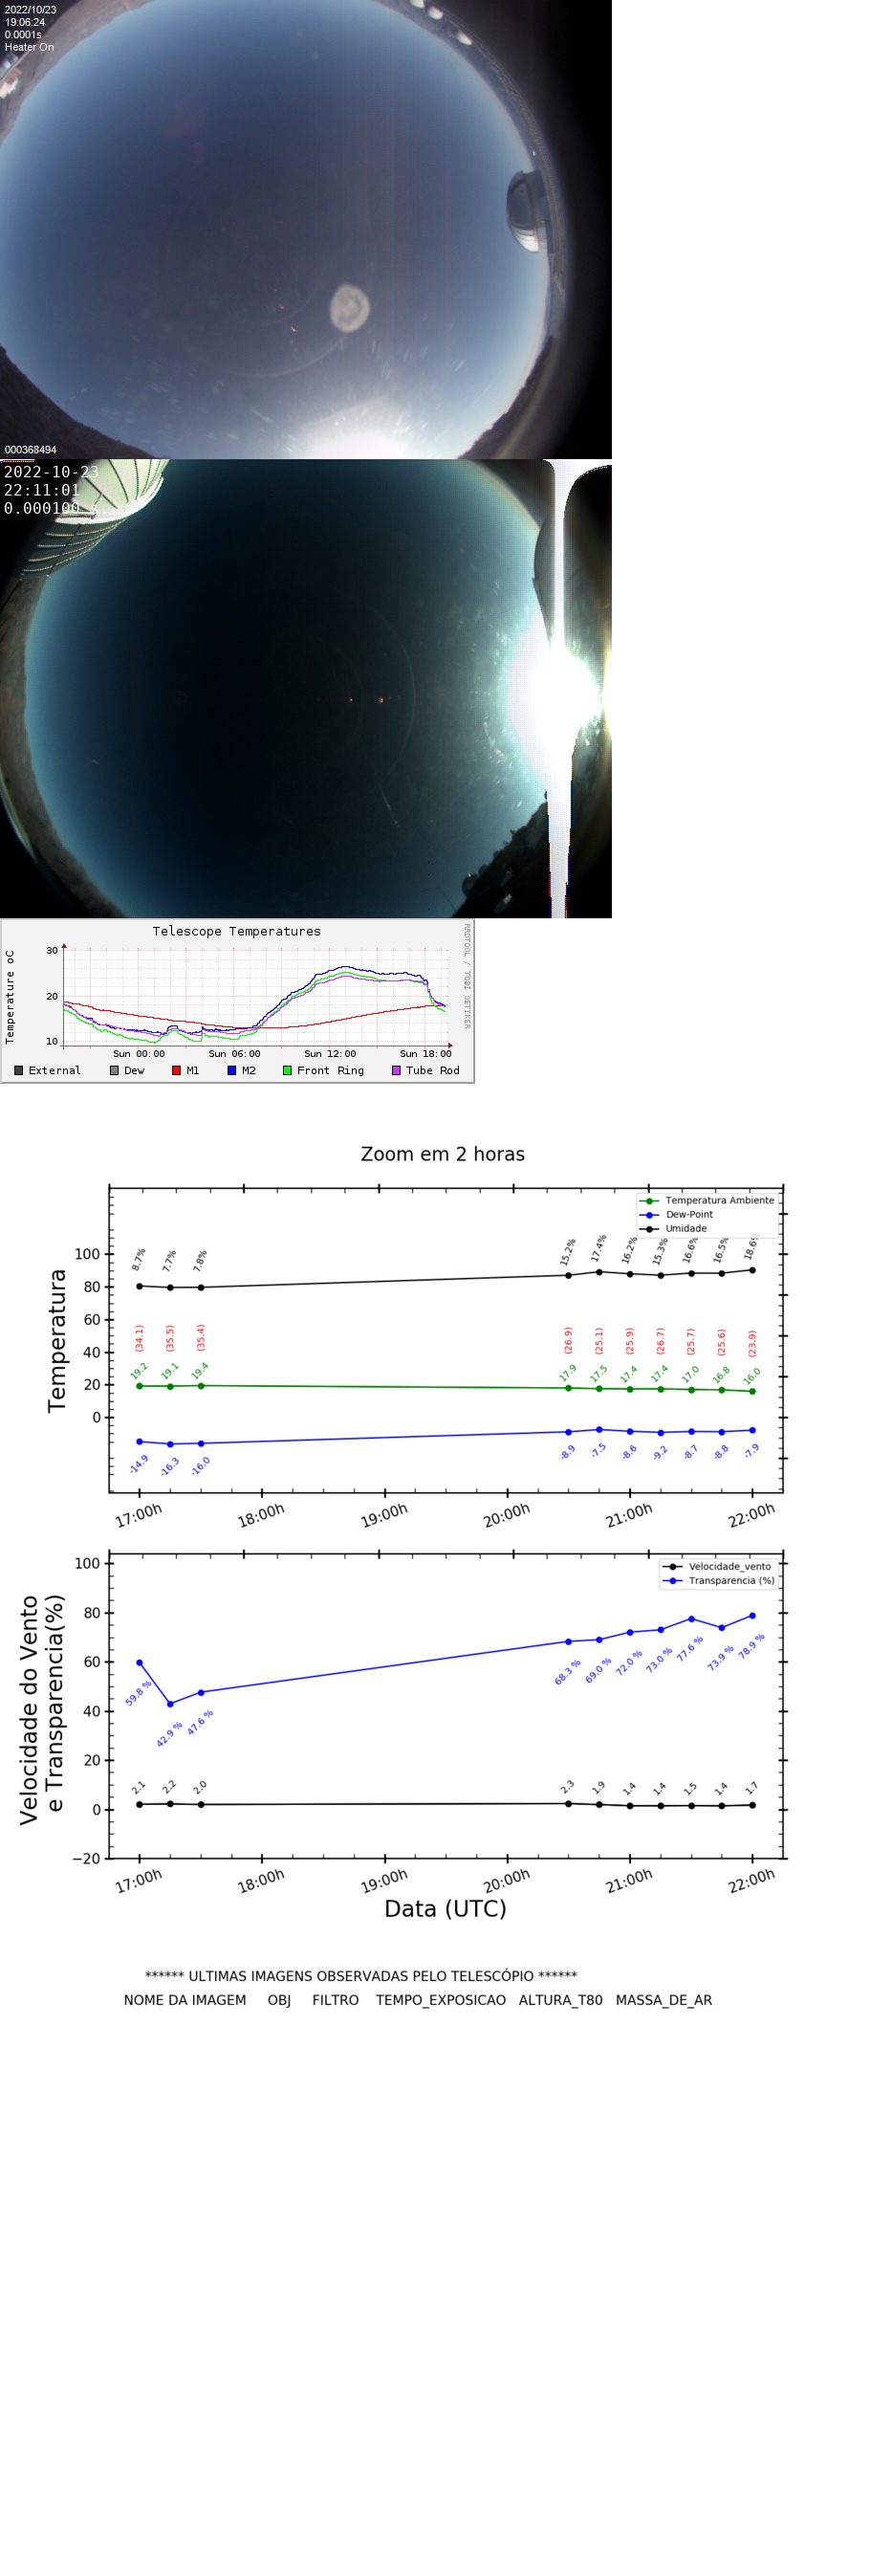 2022/10/23
19:06:24
0.0001s
Heater On
000368494
2022-10-23
22:11:01
0.000100 s
Telescope Temperatures
RRDTOOL / TOBI OETIKER
Temperature oC
30
20
10
Sun 00:00 Sun 06:00 Sun 12:00 Sun 18:00
External Dew M1 M2 Front Ring Tube Rod
Zoom em 2 horas
Temperatura Ambiente
Dew-Point
Umidade
Temperatura
100
80
60
40
20
0
8.7% 7.7% 7.8% 15.2% 17.4% 16.2% 15.3% 16.6% 16.5% 18.6%
(34.1) (35.5) (35.4) (26.9) (25.1) (25.9) (26.7) (25.7) (25.6) (23.9)
19.2 19.1 19.4 17.9 17.5 17.4 17.4 17.0 16.8 16.0
-14.9 -16.3 -16.0 -8.9 -7.5 -8.6 -9.2 -8.7 -8.8 -7.9
17:00h 18:00h 19:00h 20:00h 21:00h 22:00h
Velocidade_vento
Transparencia (%)
Velocidade do Vento
e Transparencia(%)
100
80
60
40
20
0
−20
59.8 % 42.9 % 47.6 % 68.3 % 69.0 % 72.0 % 73.0 % 77.6 % 73.9 % 78.9 %
2.1 2.2 2.0 2.3 1.9 1.4 1.4 1.5 1.4 1.7
17:00h 18:00h 19:00h 20:00h 21:00h 22:00h
Data (UTC)
****** ULTIMAS IMAGENS OBSERVADAS PELO TELESCÓPIO ******
NOME DA IMAGEM OBJ FILTRO TEMPO_EXPOSICAO ALTURA_T80 MASSA_DE_AR